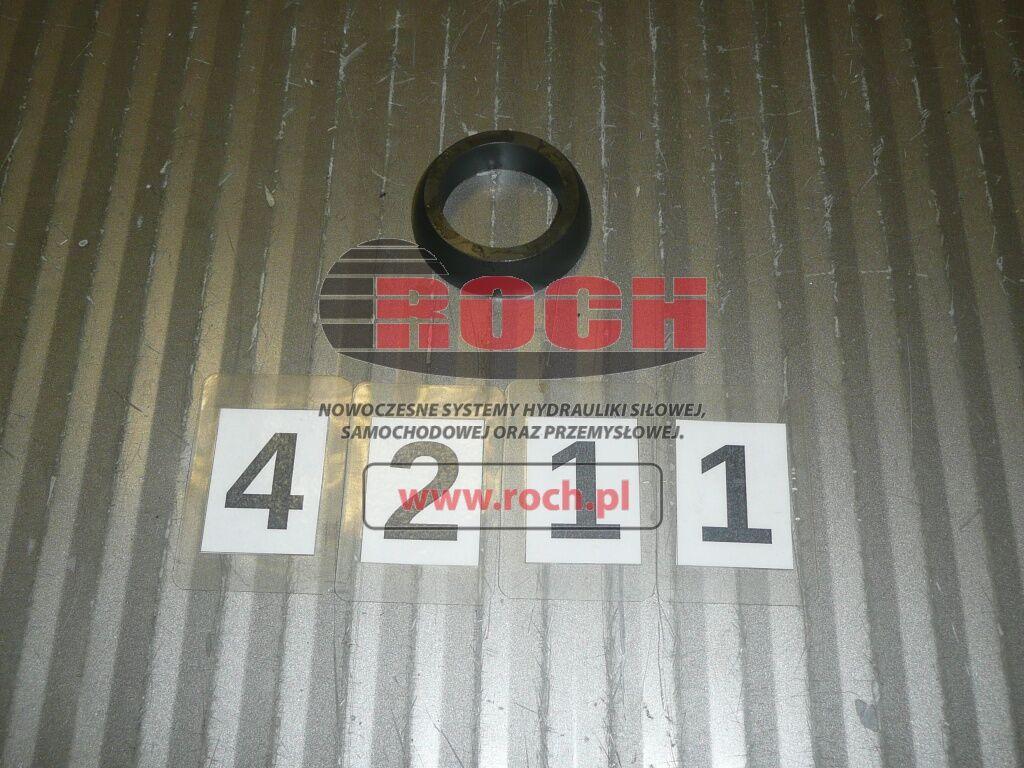 ROCH
NOWOCZESNE SYSTEMY HYDRAULIKI SIŁOWEJ,
SAMOCHODOWEJ ORAZ PRZEMYSŁOWEJ.
www.roch.pl
4 2 1 1